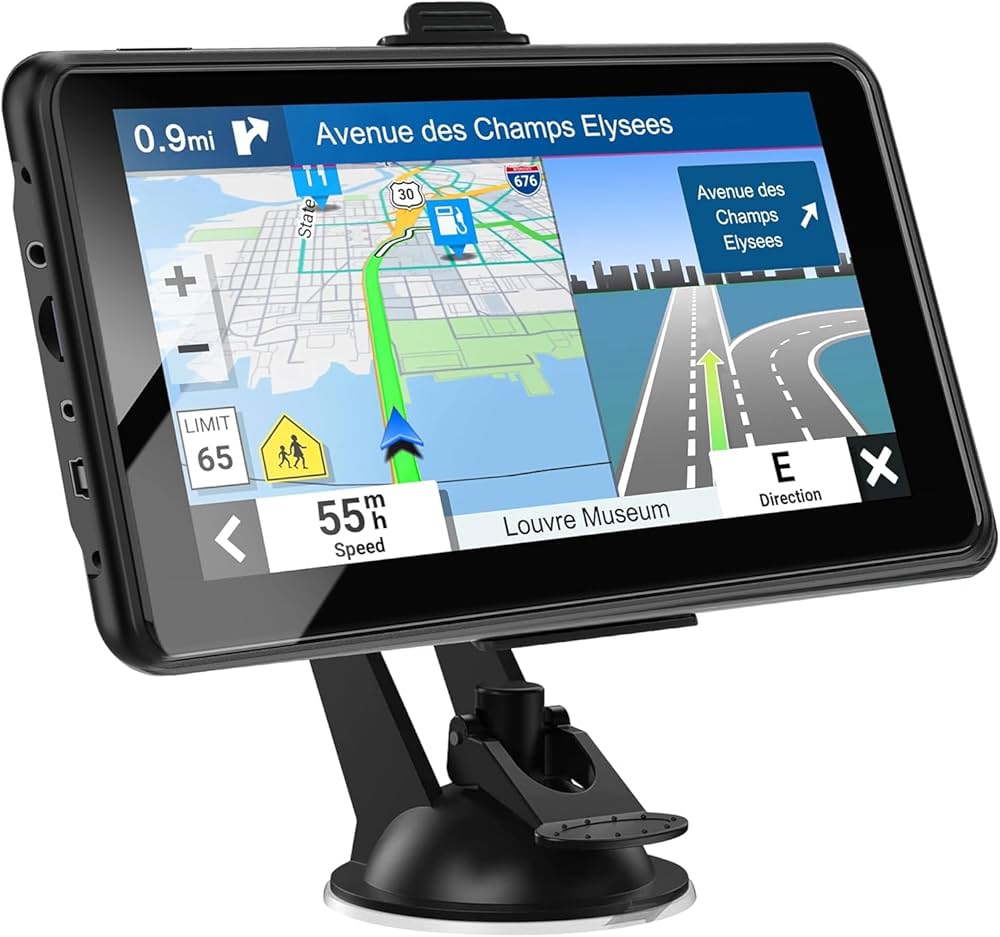 0.9mi
Avenue des Champs Elysees
State
30
676
Avenue des
Champs
Elysees
+
-
LIMIT
65
55 mh
Speed
Louvre Museum
E
Direction